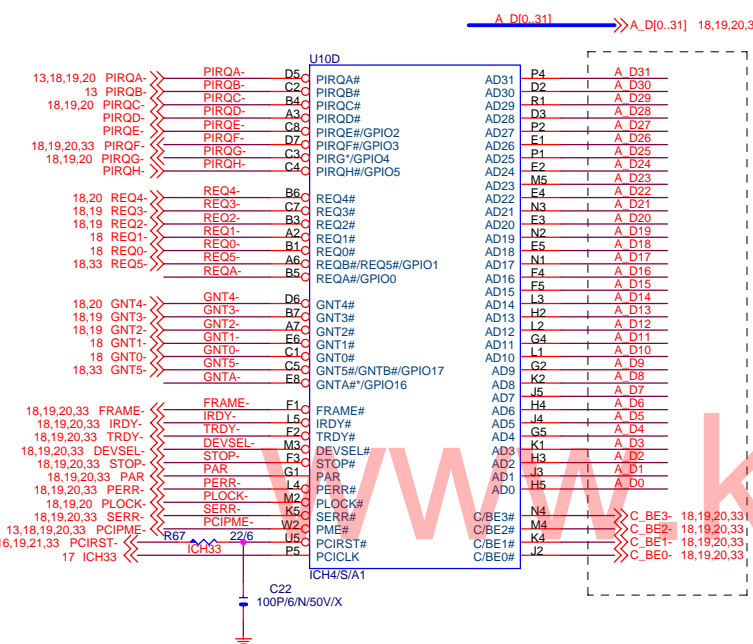 A_D[0..31] A_D[0..31] 18,19,20,3
U10D
13,18,19,20 PIRQA- PIRQA- D5 PIRQA# AD31 P4 A_D31
13 PIRQB- PIRQB- C2 PIRQB# AD30 D2 A_D30
18,19,20 PIRQC- PIRQC- B4 PIRQC# AD29 R1 A_D29
PIRQD- PIRQD- A3 PIRQD# AD28 D3 A_D28
PIRQE- PIRQE- C8 PIRQE#/GPIO2 AD27 P2 A_D27
18,19,20,33 PIRQF- PIRQF- D7 PIRQF#/GPIO3 AD26 E1 A_D26
18,19,20 PIRQG- PIRQG- C3 PIRG*/GPIO4 AD25 P1 A_D25
PIRQH- PIRQH- C4 PIRQH#/GPIO5 AD24 E2 A_D24
AD23 M5 A_D23
18,20 REQ4- REQ4- B6 REQ4# AD22 E4 A_D22
18,19 REQ3- REQ3- C7 REQ3# AD21 N3 A_D21
18,19 REQ2- REQ2- B3 REQ2# AD20 E3 A_D20
18 REQ1- REQ1- A2 REQ1# AD19 N2 A_D19
18 REQ0- REQ0- B1 REQ0# AD18 E5 A_D18
18,33 REQ5- REQ5- A6 REQB#/REQ5#/GPIO1 AD17 N1 A_D17
REQA- B5 REQA#/GPIO0 AD16 F4 A_D16
AD15 F5 A_D15
18,20 GNT4- GNT4- D6 GNT4# AD14 L3 A_D14
18,19 GNT3- GNT3- B7 GNT3# AD13 H2 A_D13
18,19 GNT2- GNT2- A7 GNT2# AD12 L2 A_D12
18 GNT1- GNT1- E6 GNT1# AD11 G4 A_D11
18 GNT0- GNT0- C1 GNT0# AD10 L1 A_D10
18,33 GNT5- GNT5- C5 GNT5#/GNTB#/GPIO17 AD9 G2 A_D9
GNTA- E8 GNTA#*/GPIO16 AD8 K2 A_D8
AD7 J5 A_D7
18,19,20,33 FRAME- FRAME- F1 FRAME# AD6 H4 A_D6
18,19,20,33 IRDY- IRDY- L5 IRDY# AD5 J4 A_D5
18,19,20,33 TRDY- TRDY- F2 TRDY# AD4 G5 A_D4
18,19,20,33 DEVSEL- DEVSEL- M3 DEVSEL# AD3 K1 A_D3
18,19,20,33 STOP- STOP- F3 STOP# AD2 H3 A_D2
18,19,20,33 PAR PAR G1 PAR AD1 J3 A_D1
18,19,20,33 PERR- PERR- L4 PERR# AD0 H5 A_D0
18,19,20 PLOCK- PLOCK- M2 PLOCK#
18,19,20,33 SERR- SERR- K5 SERR# C/BE3# N4 C_BE3- 18,19,20,33
13,18,19,20,33 PCIPME- PCIPME- W2 PME# C/BE2# M4 C_BE2- 18,19,20,33
16,19,21,33 PCIRST- R67 22/6 U5 PCIRST# C/BE1# K4 C_BE1- 18,19,20,33
17 ICH33 ICH33 P5 PCICLK C/BE0# J2 C_BE0- 18,19,20,33
ICH4/S/A1
C22
100P/6/N/50V/X
www.k